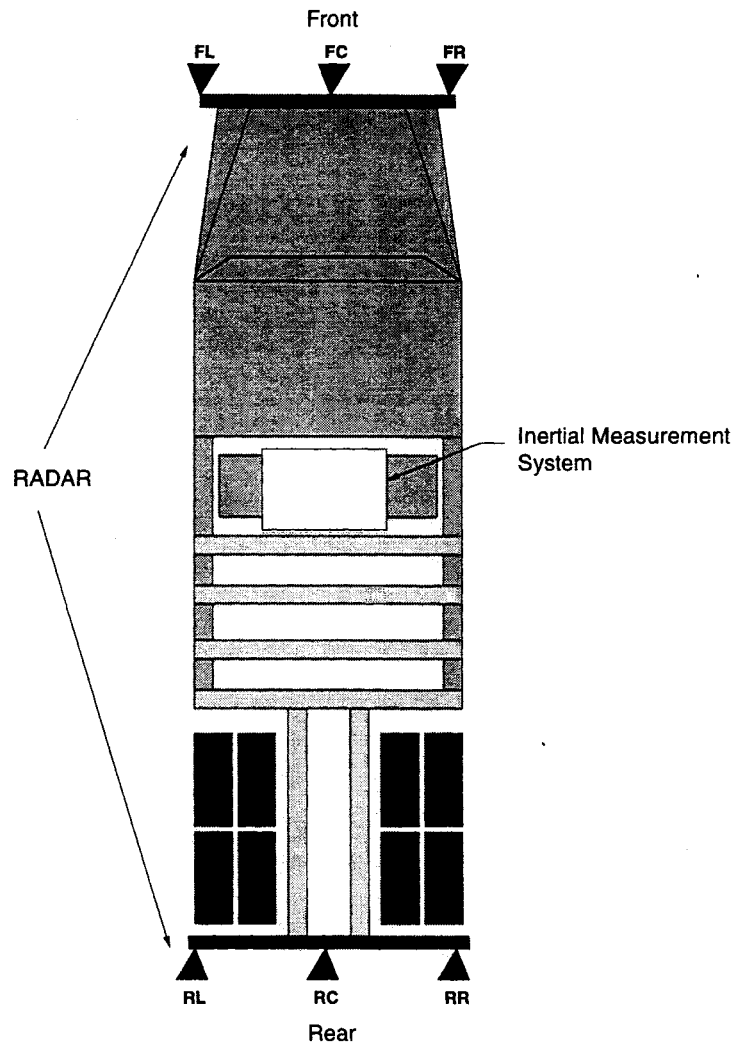 Front
FL
FC
FR
RADAR
Inertial Measurement
System
RL
RC
RR
Rear